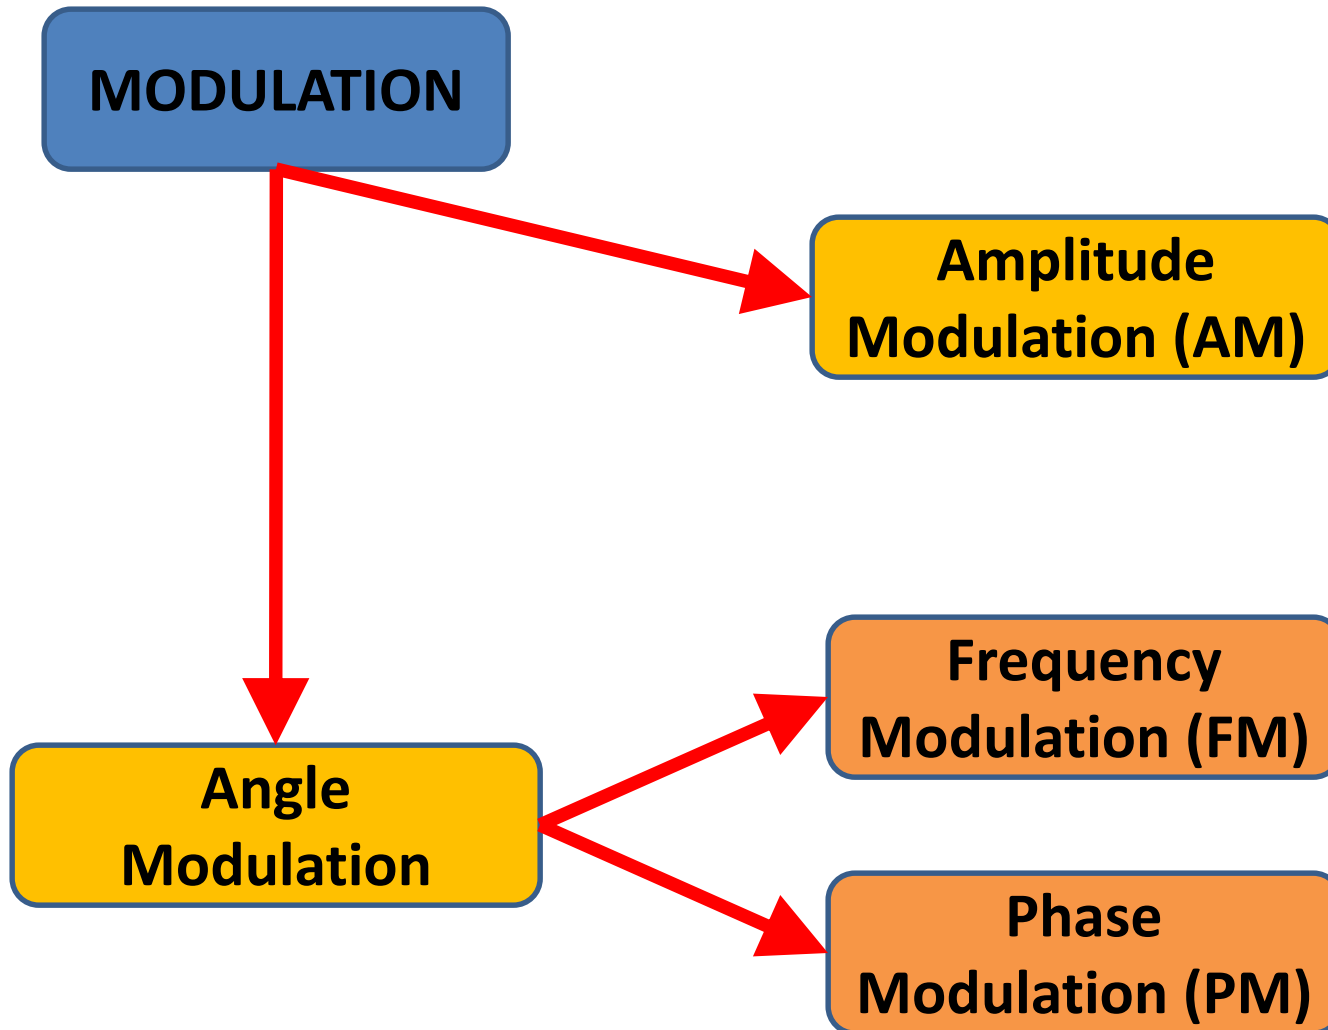 MODULATION
Amplitude
Modulation (AM)
Frequency
Modulation (FM)
Angle
Modulation
Phase
Modulation (PM)